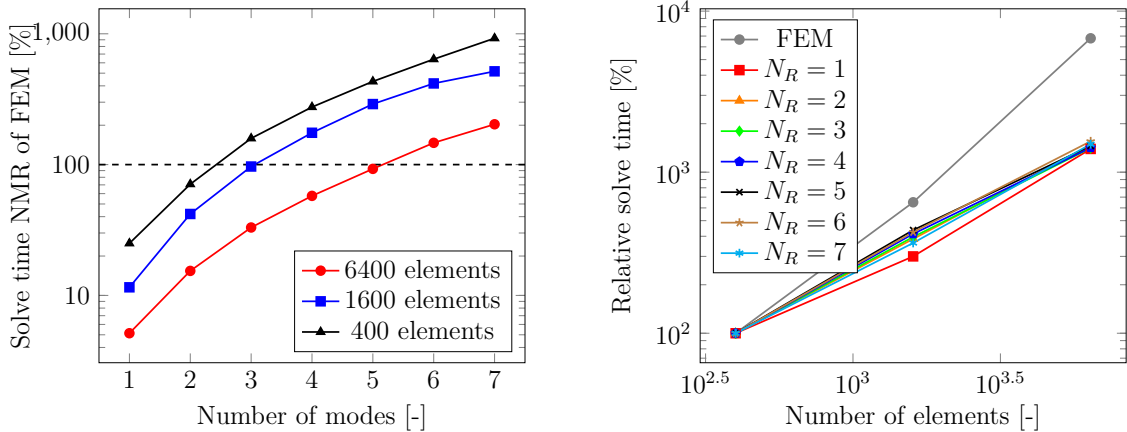 Solve time NMR of FEM [%]
1,000
100
10
1 2 3 4 5 6 7
Number of modes [-]
6400 elements
1600 elements
400 elements
Relative solve time [%]
10^4
10^3
10^2
10^2.5 10^3 10^3.5
Number of elements [-]
FEM
N_R = 1
N_R = 2
N_R = 3
N_R = 4
N_R = 5
N_R = 6
N_R = 7